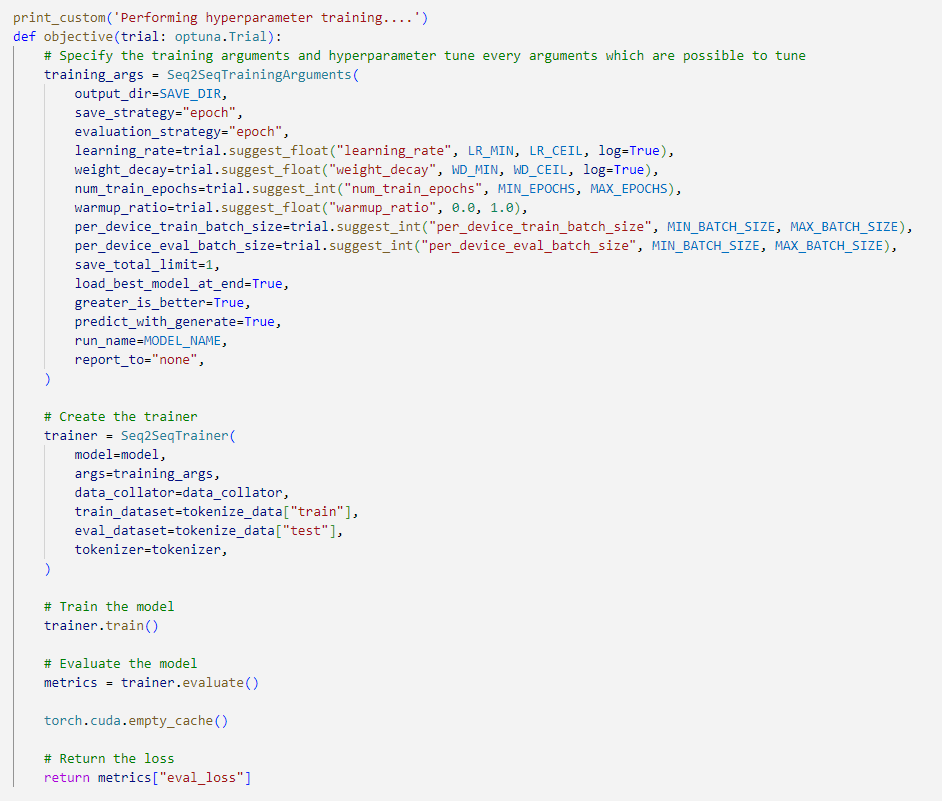 print_custom('Performing hyperparameter training....')
def objective(trial: optuna.Trial):
    # Specify the training arguments and hyperparameter tune every arguments which are possible to tune
    training_args = Seq2SeqTrainingArguments(
        output_dir=SAVE_DIR,
        save_strategy="epoch",
        evaluation_strategy="epoch",
        learning_rate=trial.suggest_float("learning_rate", LR_MIN, LR_CEIL, log=True),
        weight_decay=trial.suggest_float("weight_decay", WD_MIN, WD_CEIL, log=True),
        num_train_epochs=trial.suggest_int("num_train_epochs", MIN_EPOCHS, MAX_EPOCHS),
        warmup_ratio=trial.suggest_float("warmup_ratio", 0.0, 1.0),
        per_device_train_batch_size=trial.suggest_int("per_device_train_batch_size", MIN_BATCH_SIZE, MAX_BATCH_SIZE),
        per_device_eval_batch_size=trial.suggest_int("per_device_eval_batch_size", MIN_BATCH_SIZE, MAX_BATCH_SIZE),
        save_total_limit=1,
        load_best_model_at_end=True,
        greater_is_better=True,
        predict_with_generate=True,
        run_name=MODEL_NAME,
        report_to="none",
    )

    # Create the trainer
    trainer = Seq2SeqTrainer(
        model=model,
        args=training_args,
        data_collator=data_collator,
        train_dataset=tokenize_data["train"],
        eval_dataset=tokenize_data["test"],
        tokenizer=tokenizer,
    )

    # Train the model
    trainer.train()

    # Evaluate the model
    metrics = trainer.evaluate()

    torch.cuda.empty_cache()

    # Return the loss
    return metrics["eval_loss"]